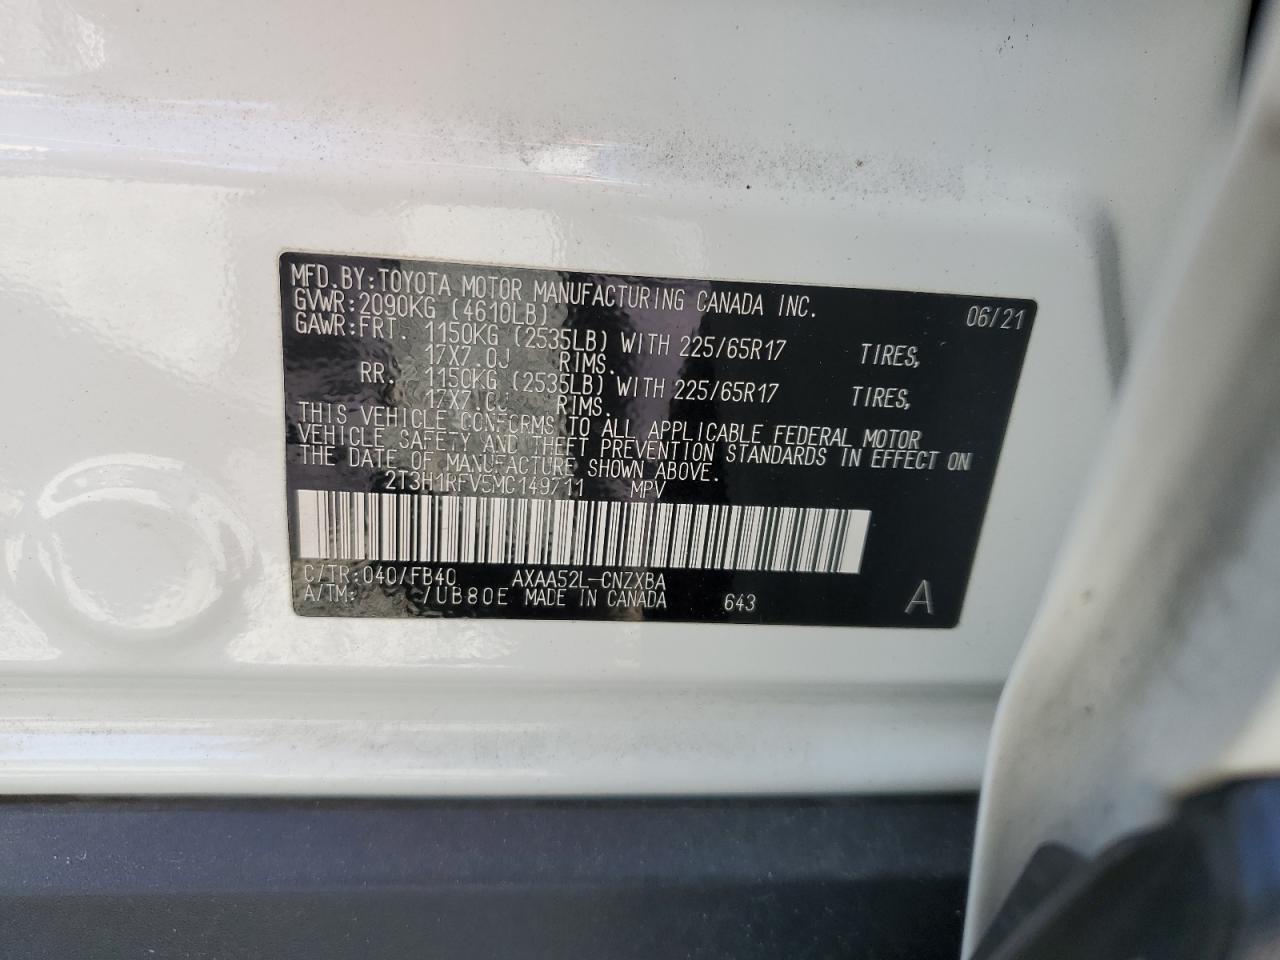 MFD.BY:TOYOTA MOTOR MANUFACTURING CANADA INC. 06/21
GVWR:2090KG (4610LB)
GAWR:FRT. 1150KG (2535LB) WITH 225/65R17 TIRES,
17X7.0J RIMS.
RR. 1150KG (2535LB) WITH 225/65R17 TIRES,
17X7.0J RIMS.
THIS VEHICLE CONFORMS TO ALL APPLICABLE FEDERAL MOTOR
VEHICLE SAFETY AND THEFT PREVENTION STANDARDS IN EFFECT ON
THE DATE OF MANUFACTURE SHOWN ABOVE.
2T3H1RFV5MC149711 MPV
C/TR:040/FB40 AXAA52L-CNZXBA
A/TM: /UB80E MADE IN CANADA 643 A